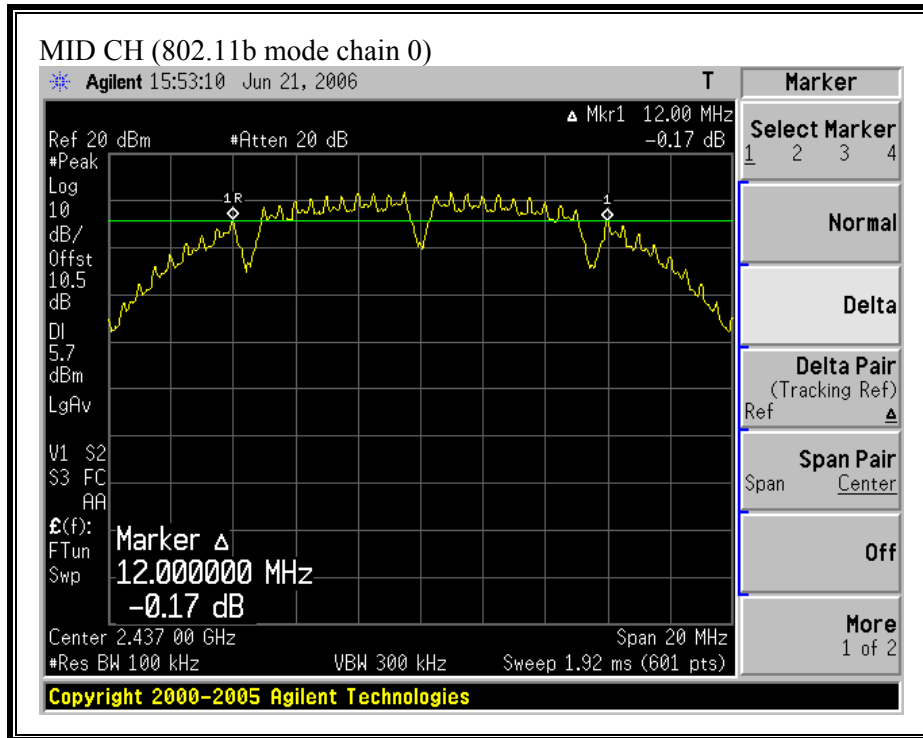 MID CH (802.11b mode chain 0)
Agilent 15:53:10 Jun 21, 2006 T
Δ Mkr1 12.00 MHz
Ref 20 dBm #Atten 20 dB -0.17 dB
#Peak
Log
10
dB/
Offst
10.5
dB
DI
5.7
dBm
LgAv
V1 S2
S3 FC
AA
£(f):
FTun
Swp
1R
1
Marker Δ
12.000000 MHz
-0.17 dB
Center 2.437 00 GHz Span 20 MHz
#Res BW 100 kHz VBW 300 kHz Sweep 1.92 ms (601 pts)
Copyright 2000-2005 Agilent Technologies
Marker
Select Marker
1 2 3 4
Normal
Delta
Delta Pair
(Tracking Ref)
Ref Δ
Span Pair
Span Center
Off
More
1 of 2